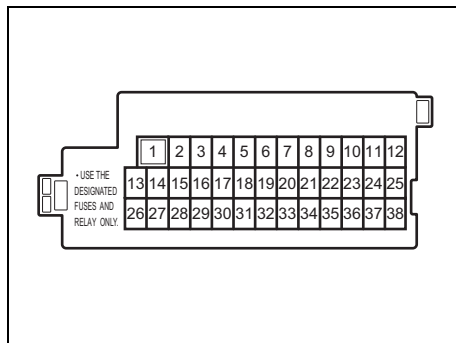 1 2 3 4 5 6 7 8 9 10 11 12
• USE THE
DESIGNATED
FUSES AND
RELAY ONLY.
13 14 15 16 17 18 19 20 21 22 23 24 25
26 27 28 29 30 31 32 33 34 35 36 37 38